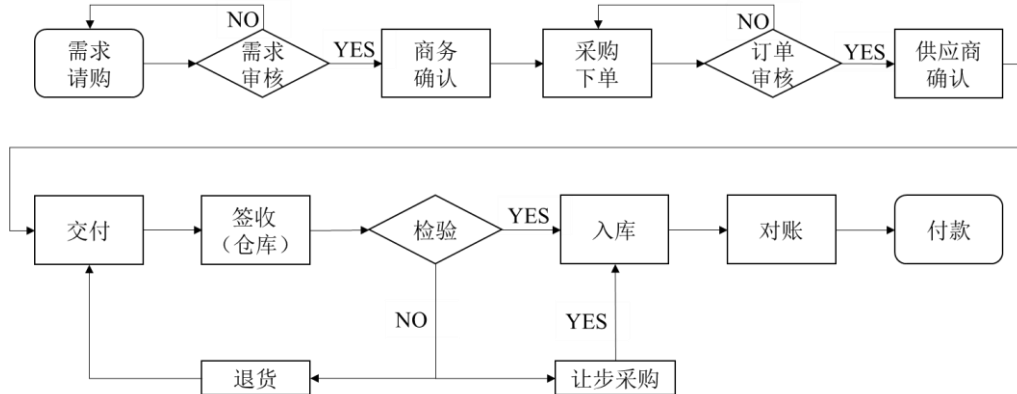 NO
NO
需求
请购
需求
审核
YES
商务
确认
采购
下单
订单
审核
YES
供应商
确认
交付
签收
（仓库）
检验
YES
入库
对账
付款
NO
YES
退货
让步采购